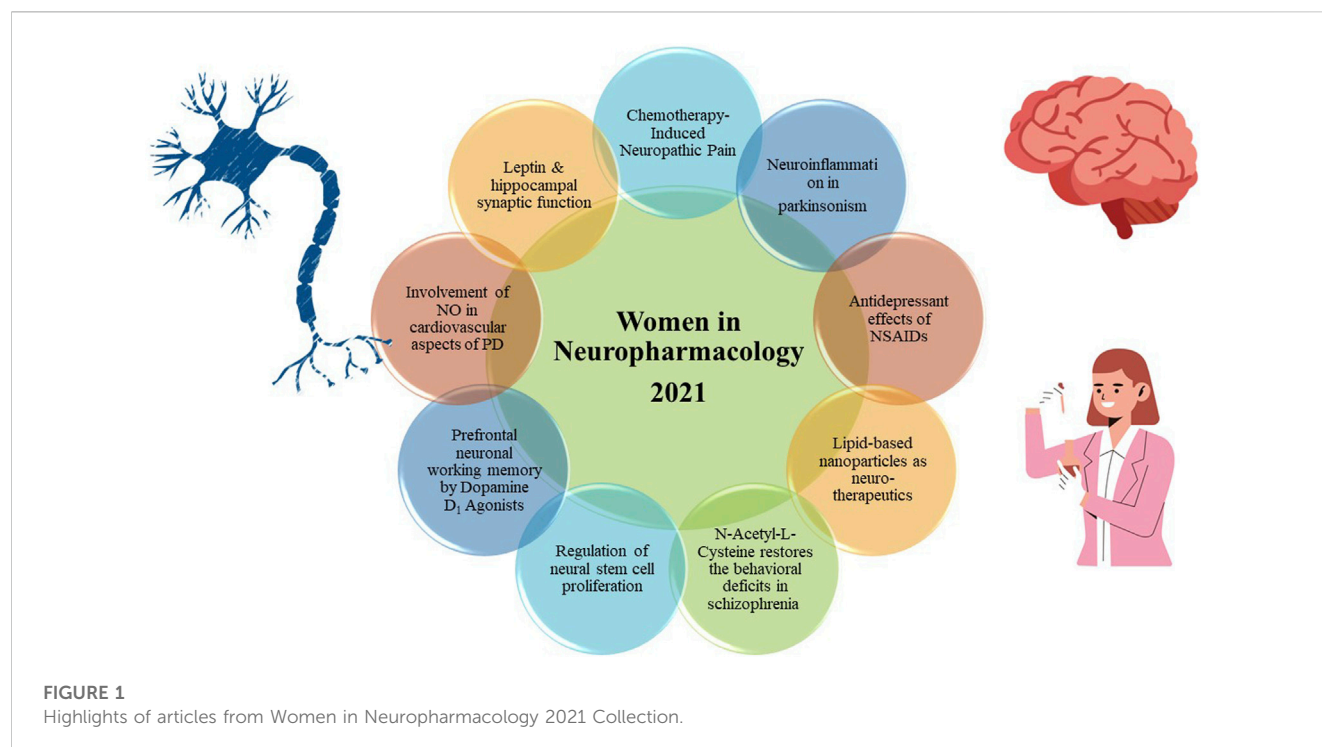 Chemotherapy-
Induced
Neuropathic Pain
Neuroinflammati
on in
parkinsonism
Antidepressant
effects of
NSAIDs
Lipid-based
nanoparticles as
neuro-
therapeutics
N-Acetyl-L-
Cysteine restores
the behavioral
deficits in
schizophrenia
Regulation of
neural stem cell
proliferation
Prefrontal
neuronal
working memory
by Dopamine
D₁ Agonists
Involvement of
NO in
cardiovascular
aspects of PD
Leptin &
hippocampal
synaptic function
Women in
Neuropharmacology
2021
FIGURE 1
Highlights of articles from Women in Neuropharmacology 2021 Collection.